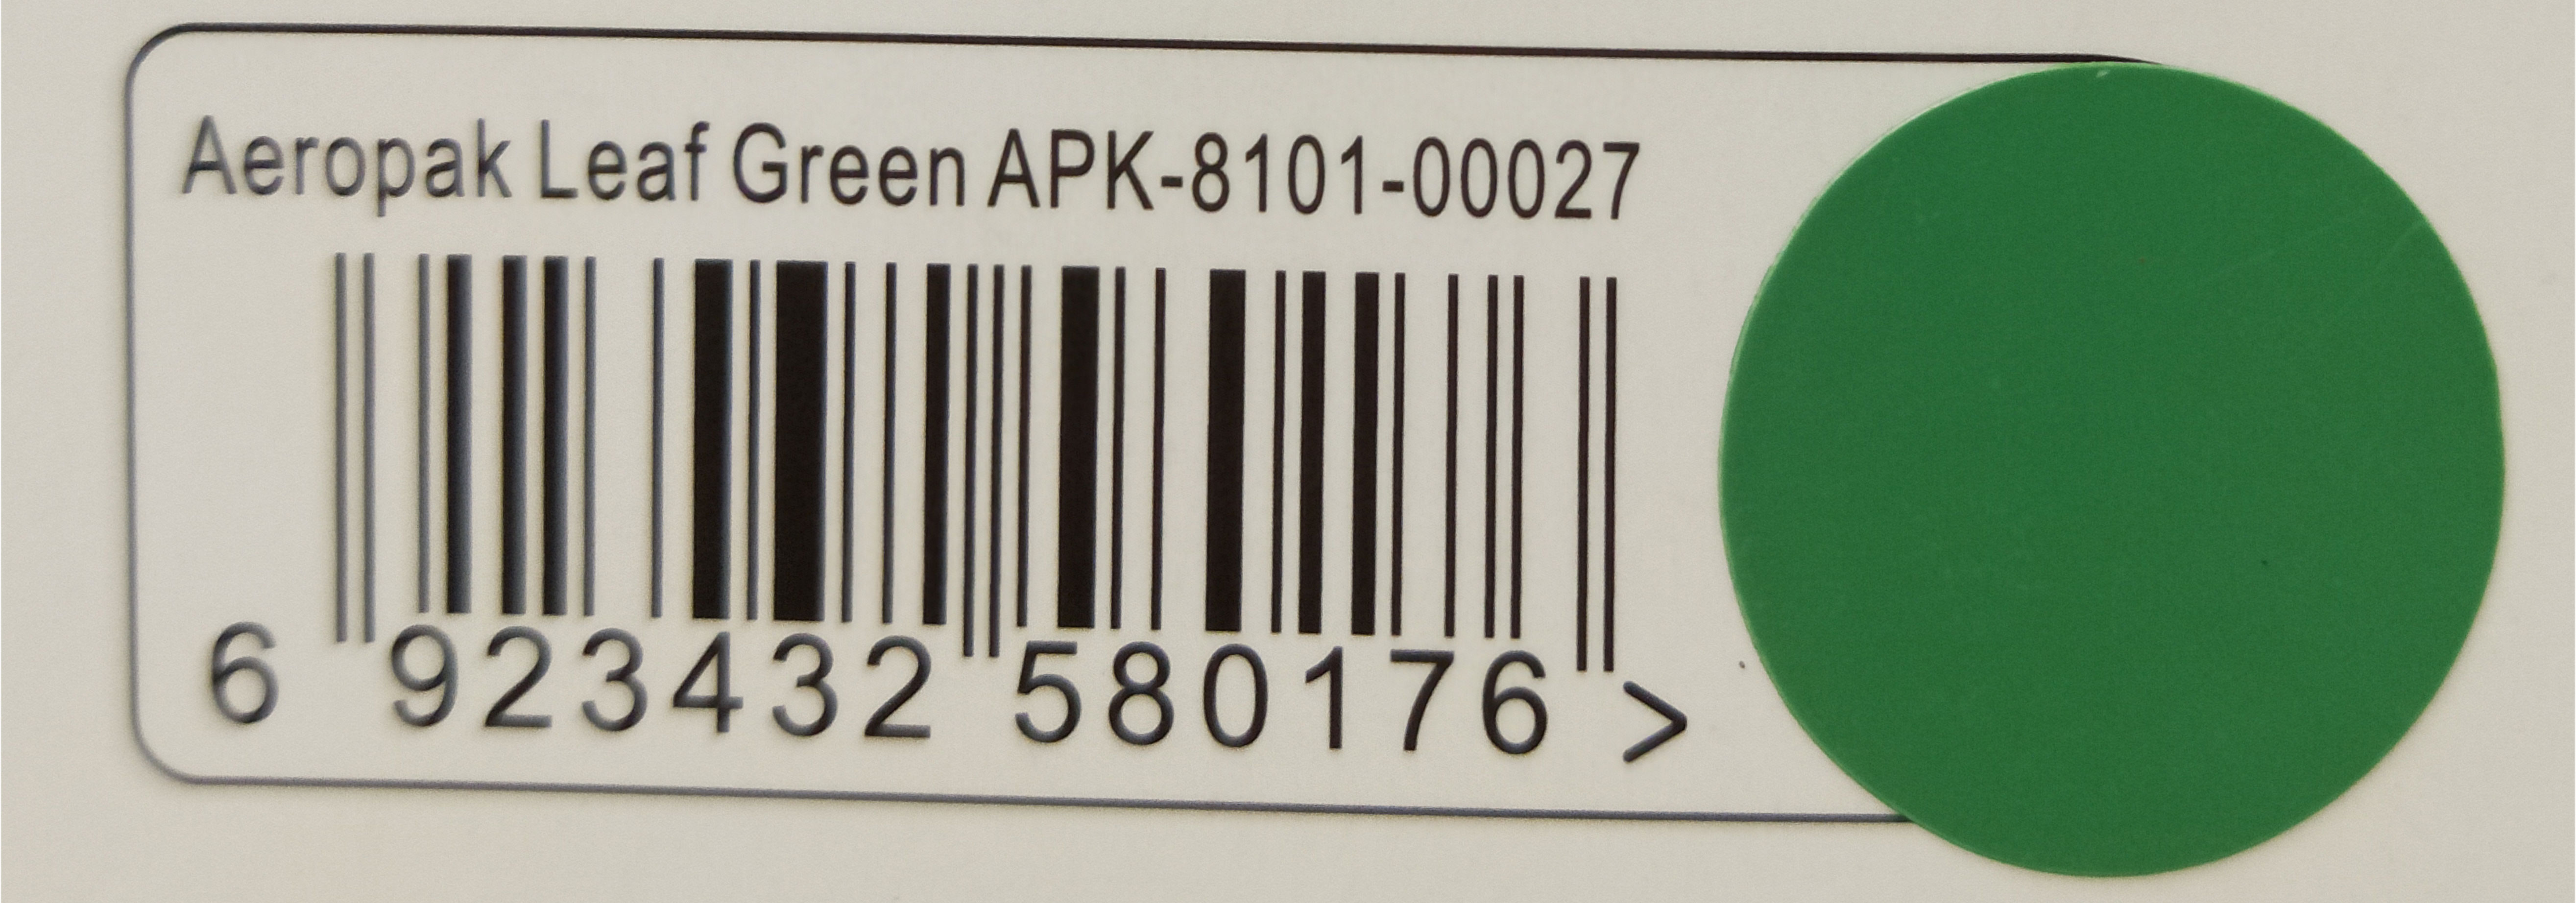 Aeropak Leaf Green APK-8101-00027
6 923432 580176 >